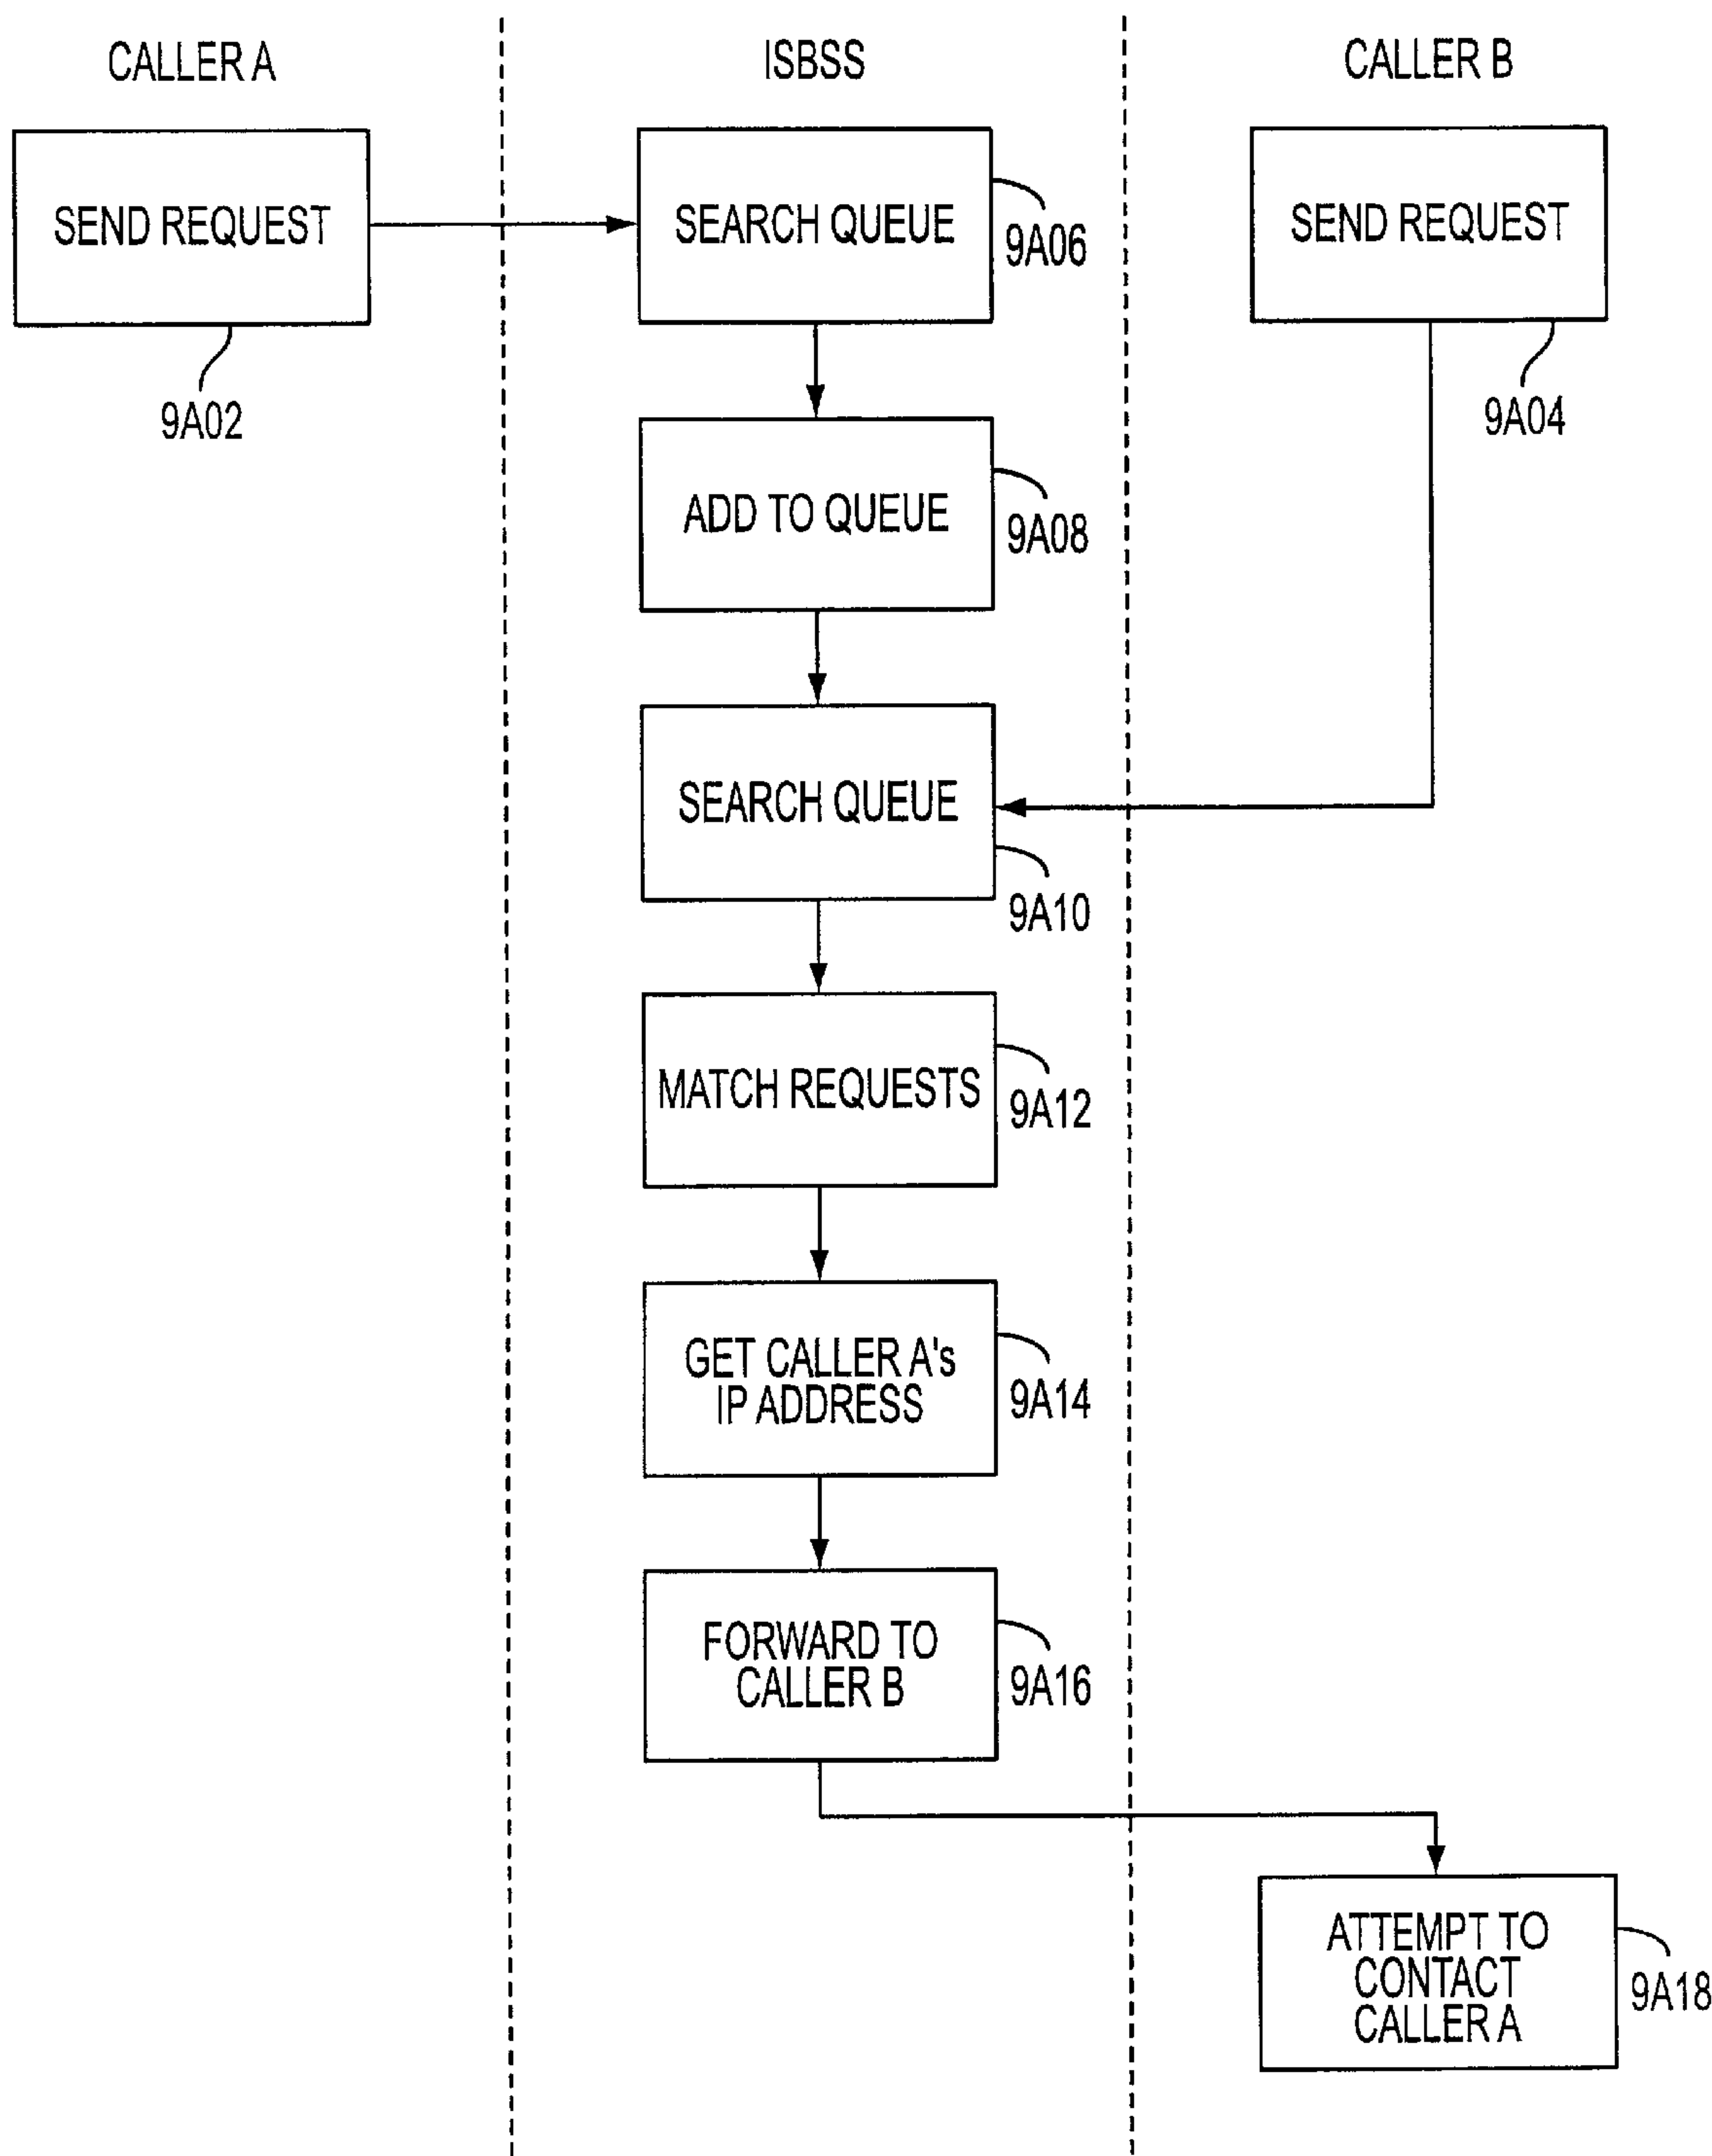 CALLER A
ISBSS
CALLER B
SEND REQUEST
9A02
SEARCH QUEUE
9A06
SEND REQUEST
9A04
ADD TO QUEUE
9A08
SEARCH QUEUE
9A10
MATCH REQUESTS
9A12
GET CALLER A's
IP ADDRESS
9A14
FORWARD TO
CALLER B
9A16
ATTEMPT TO
CONTACT
CALLER A
9A18